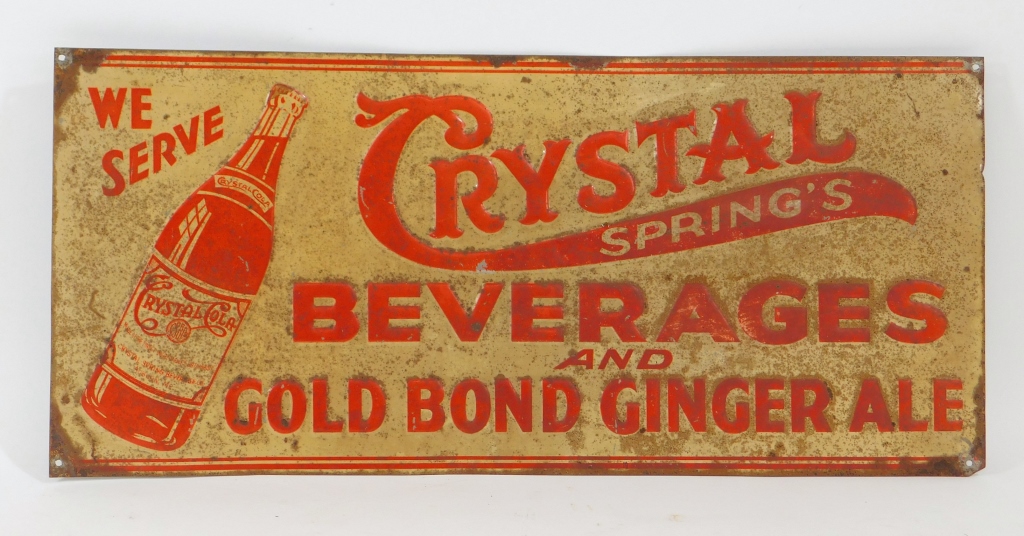 WE
SERVE
CRYSTAL
SPRING'S
BEVERAGES
AND
GOLD BOND GINGER ALE
CRYSTAL COLA
CRYSTAL COLA